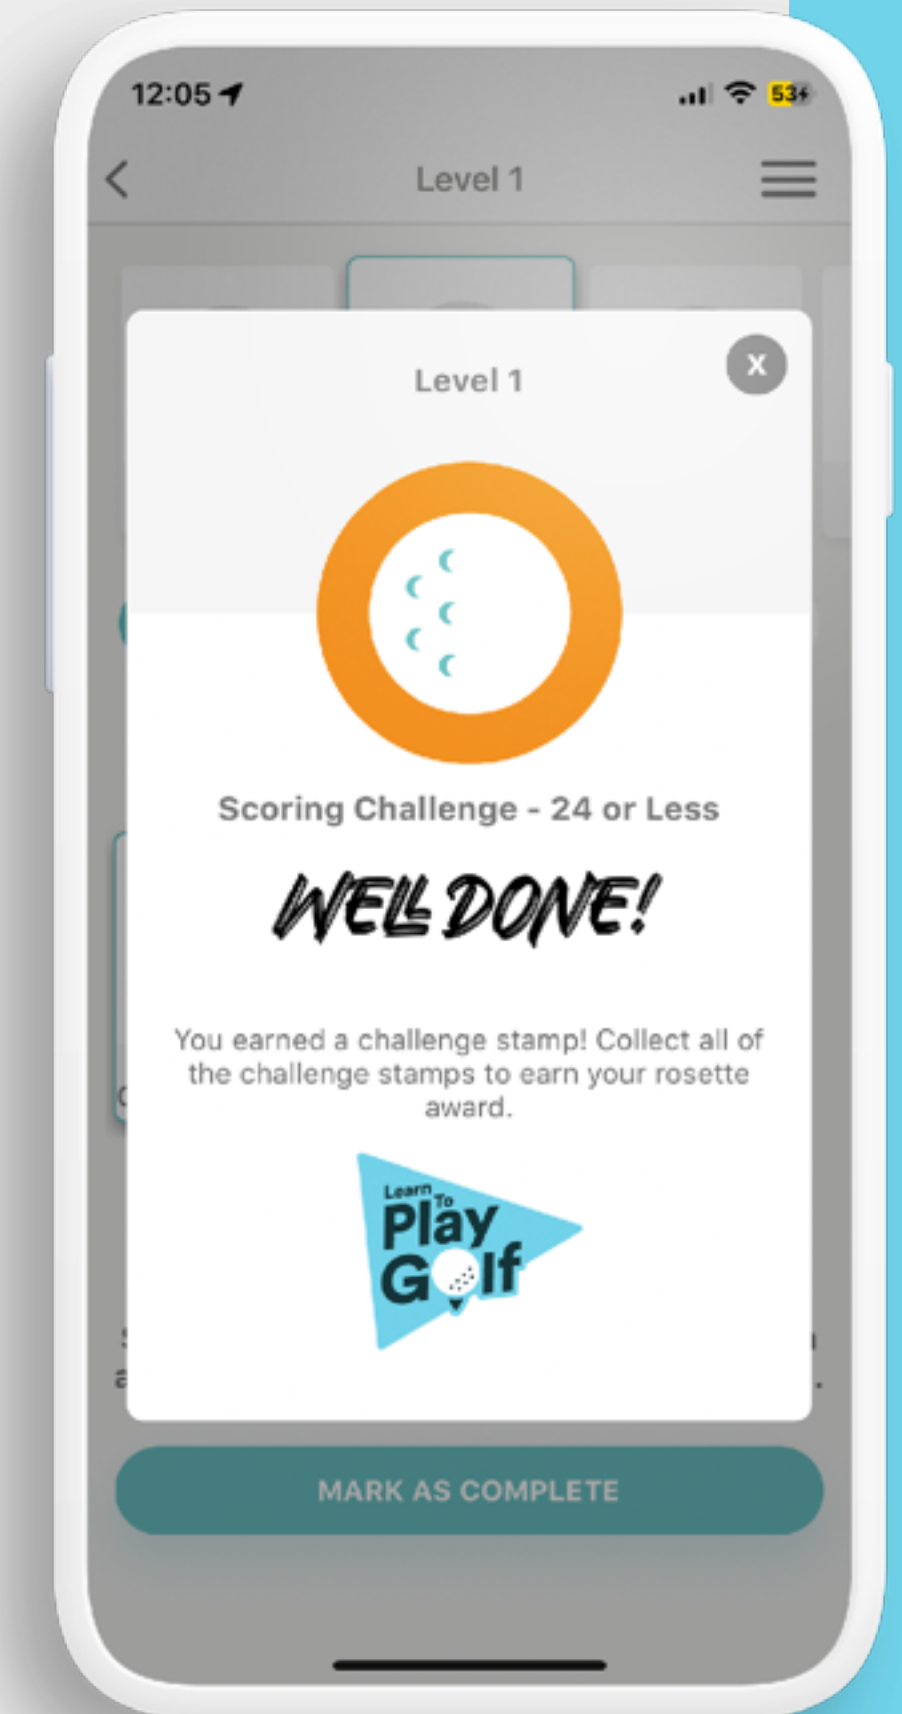 12:05
53
Level 1
Level 1
X
Scoring Challenge - 24 or Less
WELL DONE!
You earned a challenge stamp! Collect all of
the challenge stamps to earn your rosette
award.
Learn To
Play
Golf
MARK AS COMPLETE